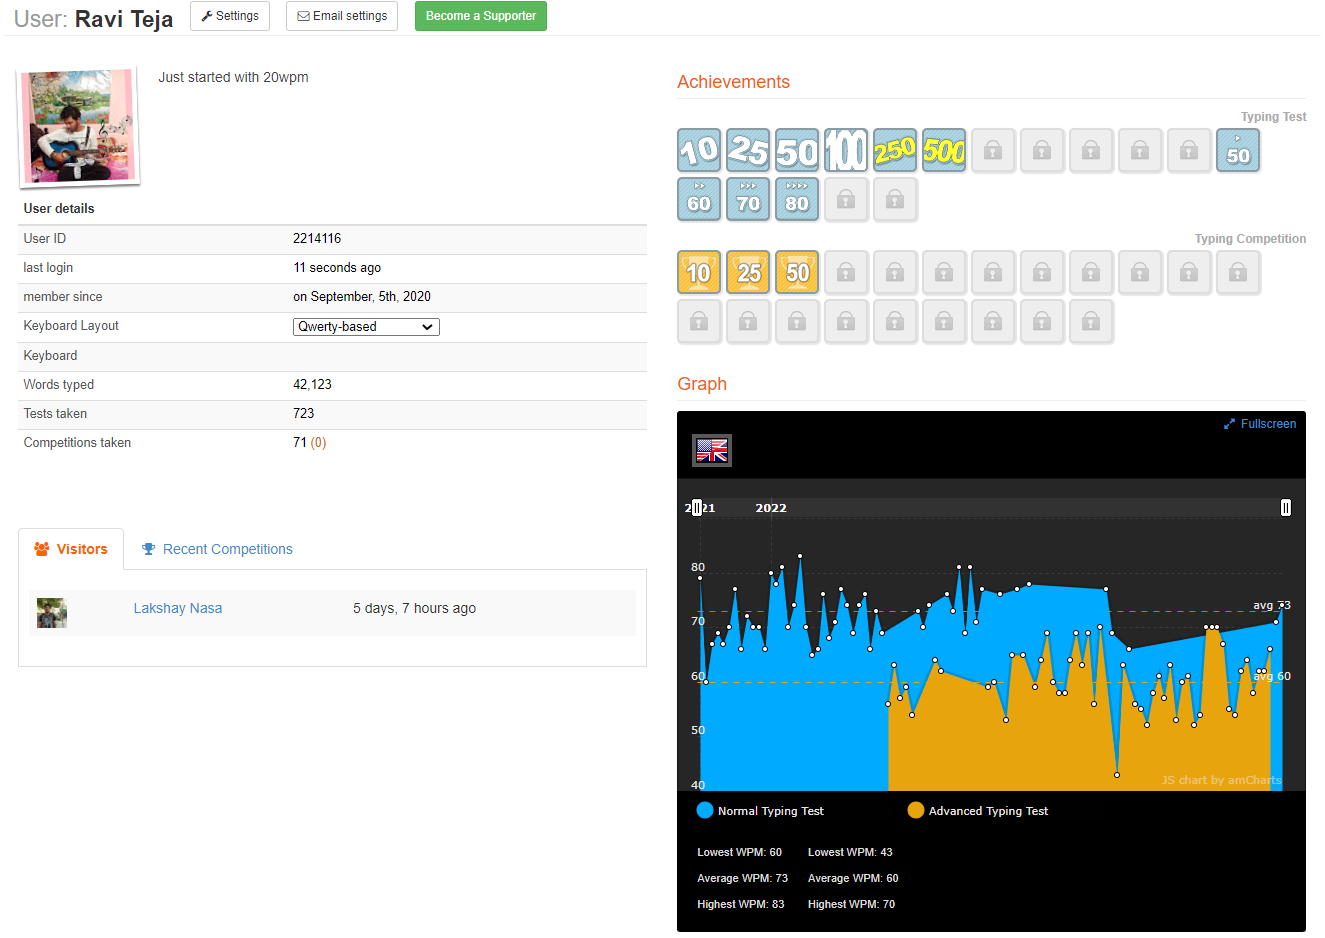 User: Ravi Teja
Settings
Email settings
Become a Supporter
Just started with 20wpm
User details
User ID 2214116
last login 11 seconds ago
member since on September, 5th, 2020
Keyboard Layout Qwerty-based
Keyboard
Words typed 42,123
Tests taken 723
Competitions taken 71 (0)
Visitors
Recent Competitions
Lakshay Nasa 5 days, 7 hours ago
Achievements
Typing Test
10 25 50 100 250 500 50
60 70 80
Typing Competition
10 25 50
Graph
Fullscreen
2022
80
avg 73
70
60
avg 60
50
40
JS chart by amCharts
Normal Typing Test Advanced Typing Test
Lowest WPM: 60 Lowest WPM: 43
Average WPM: 73 Average WPM: 60
Highest WPM: 83 Highest WPM: 70